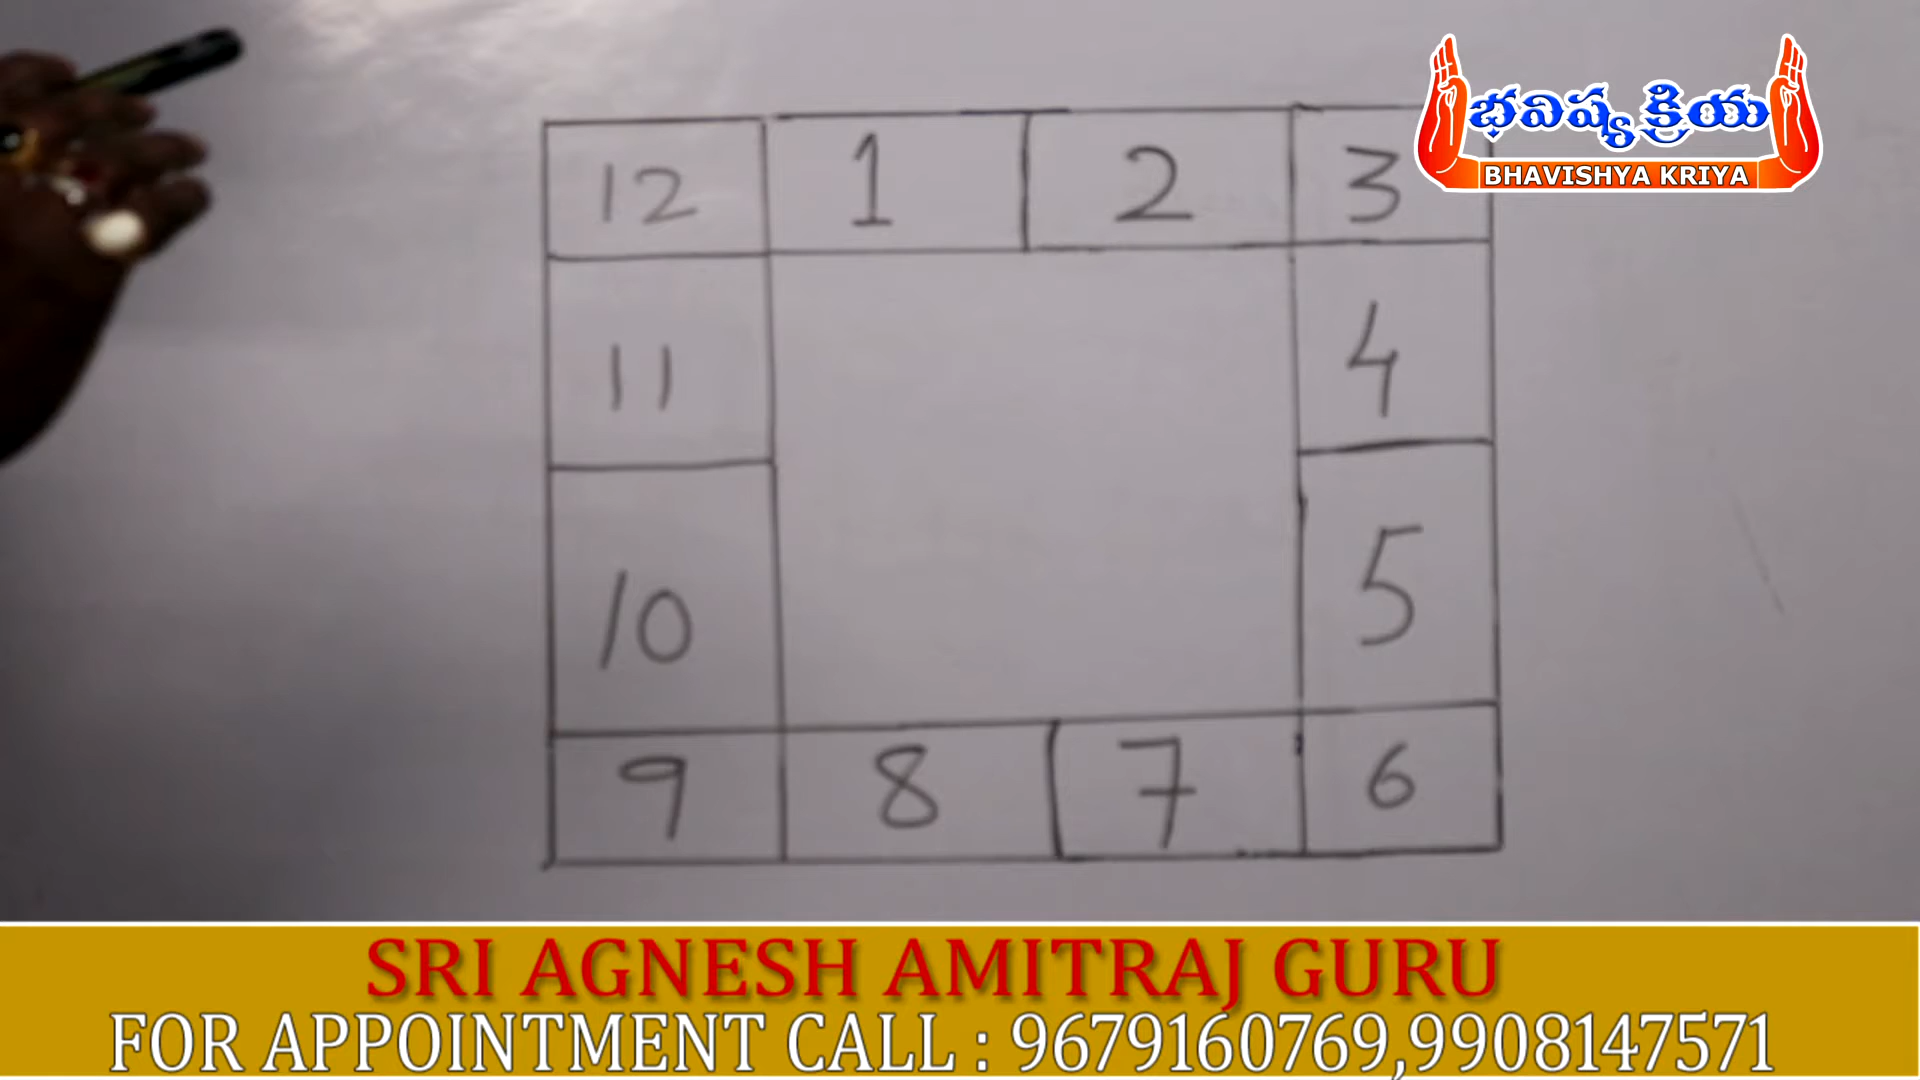 భవిష్య క్రియ
BHAVISHYA KRIYA
12 1 2 3
11 4
10 5
9 8 7 6
SRI AGNESH AMITRAJ GURU
FOR APPOINTMENT CALL : 9679160769,9908147571